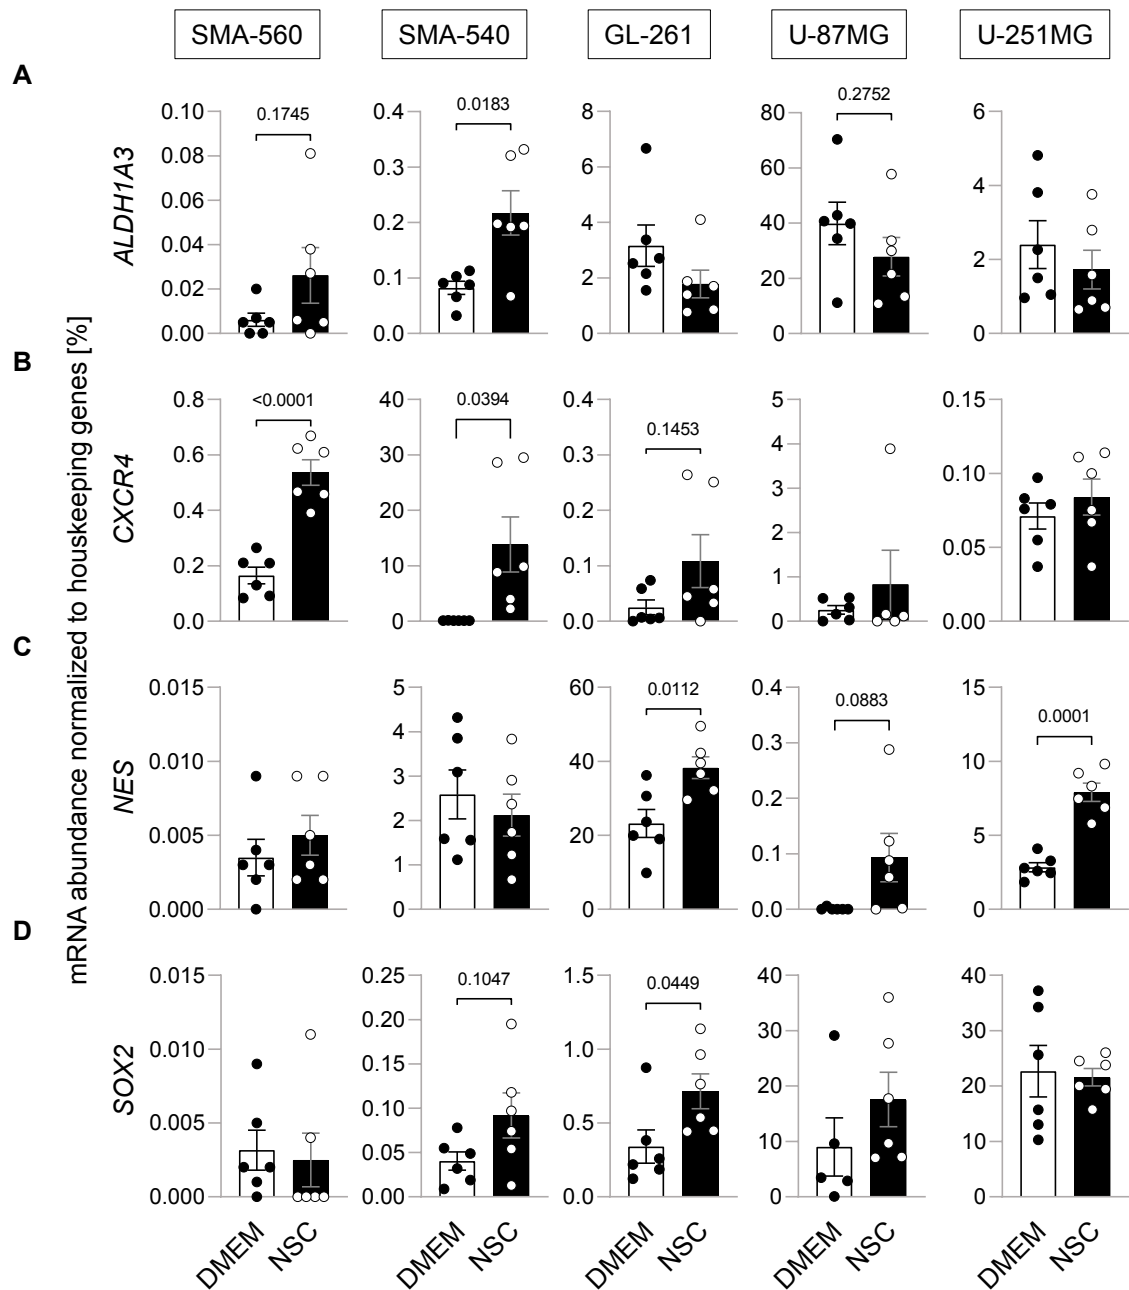 SMA-560 SMA-540 GL-261 U-87MG U-251MG
mRNA abundance normalized to houskeeping genes [%]
A
ALDH1A3
0.10 0.08 0.06 0.04 0.02 0.00
0.1745
0.4 0.3 0.2 0.1 0.0
0.0183
8 6 4 2 0
80 60 40 20 0
0.2752
6 4 2 0
B
CXCR4
0.8 0.6 0.4 0.2 0.0
<0.0001
40 30 20 10 0
0.0394
0.4 0.3 0.2 0.1 0.0
0.1453
5 4 3 2 1 0
0.15 0.10 0.05 0.00
C
NES
0.015 0.010 0.005 0.000
5 4 3 2 1 0
60 40 20 0
0.0112
0.4 0.3 0.2 0.1 0.0
0.0883
15 10 5 0
0.0001
D
SOX2
0.015 0.010 0.005 0.000
0.25 0.20 0.15 0.10 0.05 0.00
0.1047
1.5 1.0 0.5 0.0
0.0449
40 30 20 10 0
40 30 20 10 0
DMEM NSC DMEM NSC DMEM NSC DMEM NSC DMEM NSC